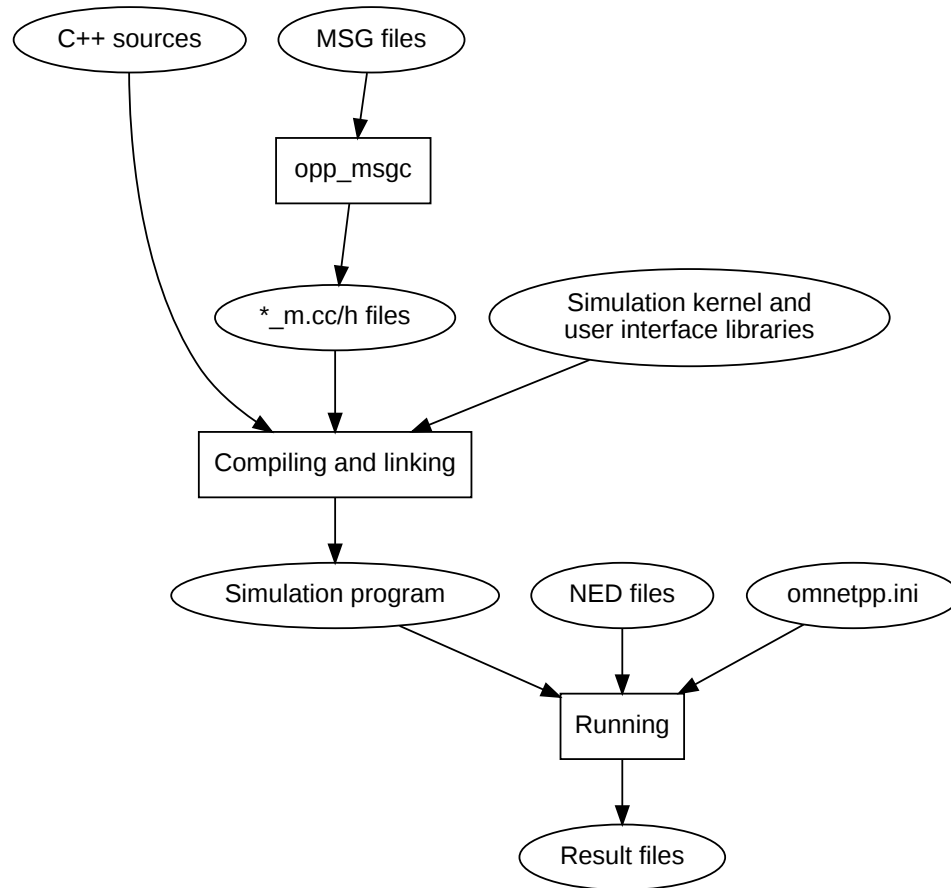 C++ sources
MSG files
opp_msgc
*_m.cc/h files
Simulation kernel and
user interface libraries
Compiling and linking
Simulation program
NED files
omnetpp.ini
Running
Result files